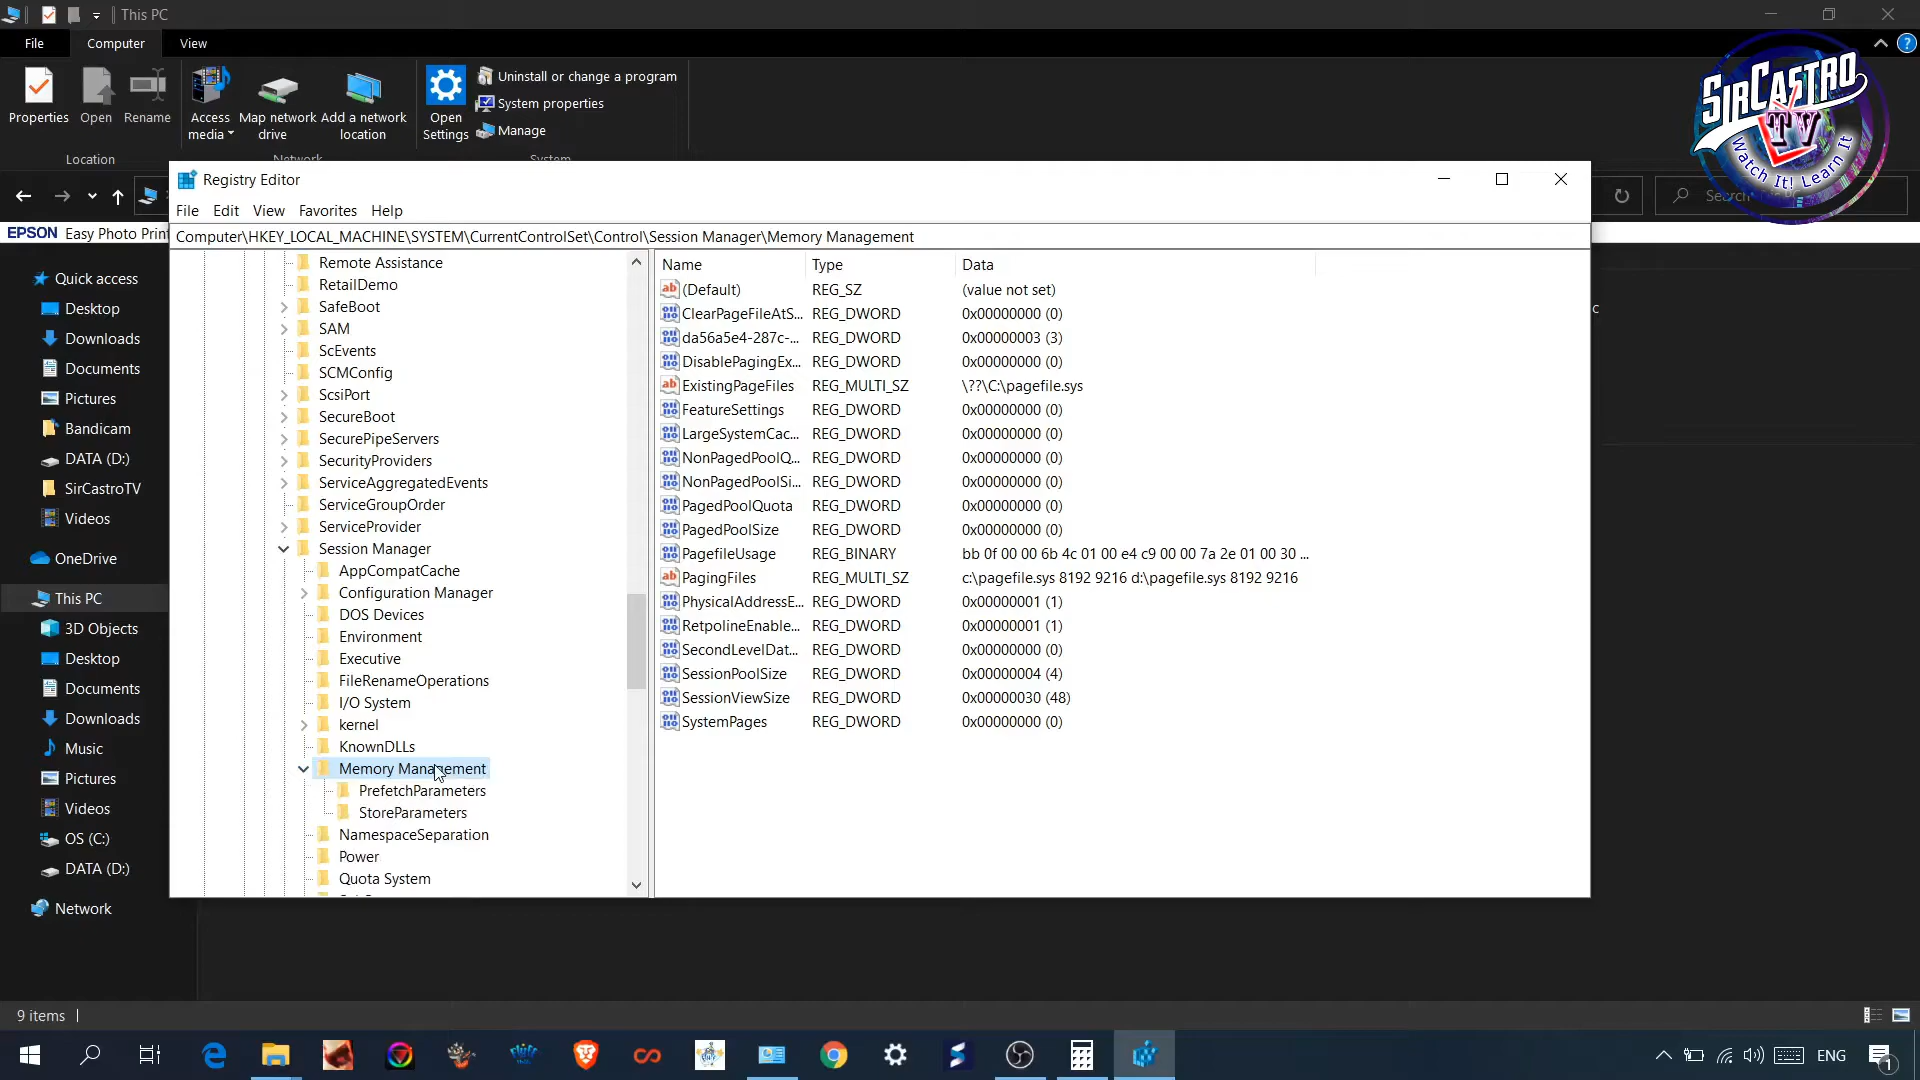 This PC
File Computer View
Properties Open Rename Access media Map network drive Add a network location Open Settings
Uninstall or change a program
System properties
Manage
Location Network System
SIRCASTRO
TV
Watch It! Learn It
EPSON Easy Photo Print
Quick access
Desktop
Downloads
Documents
Pictures
Bandicam
DATA (D:)
SirCastroTV
Videos
OneDrive
This PC
3D Objects
Desktop
Documents
Downloads
Music
Pictures
Videos
OS (C:)
DATA (D:)
Network
9 items
Registry Editor
File Edit View Favorites Help
Computer\HKEY_LOCAL_MACHINE\SYSTEM\CurrentControlSet\Control\Session Manager\Memory Management
Remote Assistance
RetailDemo
SafeBoot
SAM
ScEvents
SCMConfig
ScsiPort
SecureBoot
SecurePipeServers
SecurityProviders
ServiceAggregatedEvents
ServiceGroupOrder
ServiceProvider
Session Manager
AppCompatCache
Configuration Manager
DOS Devices
Environment
Executive
FileRenameOperations
I/O System
kernel
KnownDLLs
Memory Management
PrefetchParameters
StoreParameters
NamespaceSeparation
Power
Quota System
Name Type Data
(Default) REG_SZ (value not set)
ClearPageFileAtS... REG_DWORD 0x00000000 (0)
da56a5e4-287c-... REG_DWORD 0x00000003 (3)
DisablePagingEx... REG_DWORD 0x00000000 (0)
ExistingPageFiles REG_MULTI_SZ \??\C:\pagefile.sys
FeatureSettings REG_DWORD 0x00000000 (0)
LargeSystemCac... REG_DWORD 0x00000000 (0)
NonPagedPoolQ... REG_DWORD 0x00000000 (0)
NonPagedPoolSi... REG_DWORD 0x00000000 (0)
PagedPoolQuota REG_DWORD 0x00000000 (0)
PagedPoolSize REG_DWORD 0x00000000 (0)
PagefileUsage REG_BINARY bb 0f 00 00 6b 4c 01 00 e4 c9 00 00 7a 2e 01 00 30 ...
PagingFiles REG_MULTI_SZ c:\pagefile.sys 8192 9216 d:\pagefile.sys 8192 9216
PhysicalAddressE... REG_DWORD 0x00000001 (1)
RetpolineEnable... REG_DWORD 0x00000001 (1)
SecondLevelDat... REG_DWORD 0x00000000 (0)
SessionPoolSize REG_DWORD 0x00000004 (4)
SessionViewSize REG_DWORD 0x00000030 (48)
SystemPages REG_DWORD 0x00000000 (0)
ENG
1